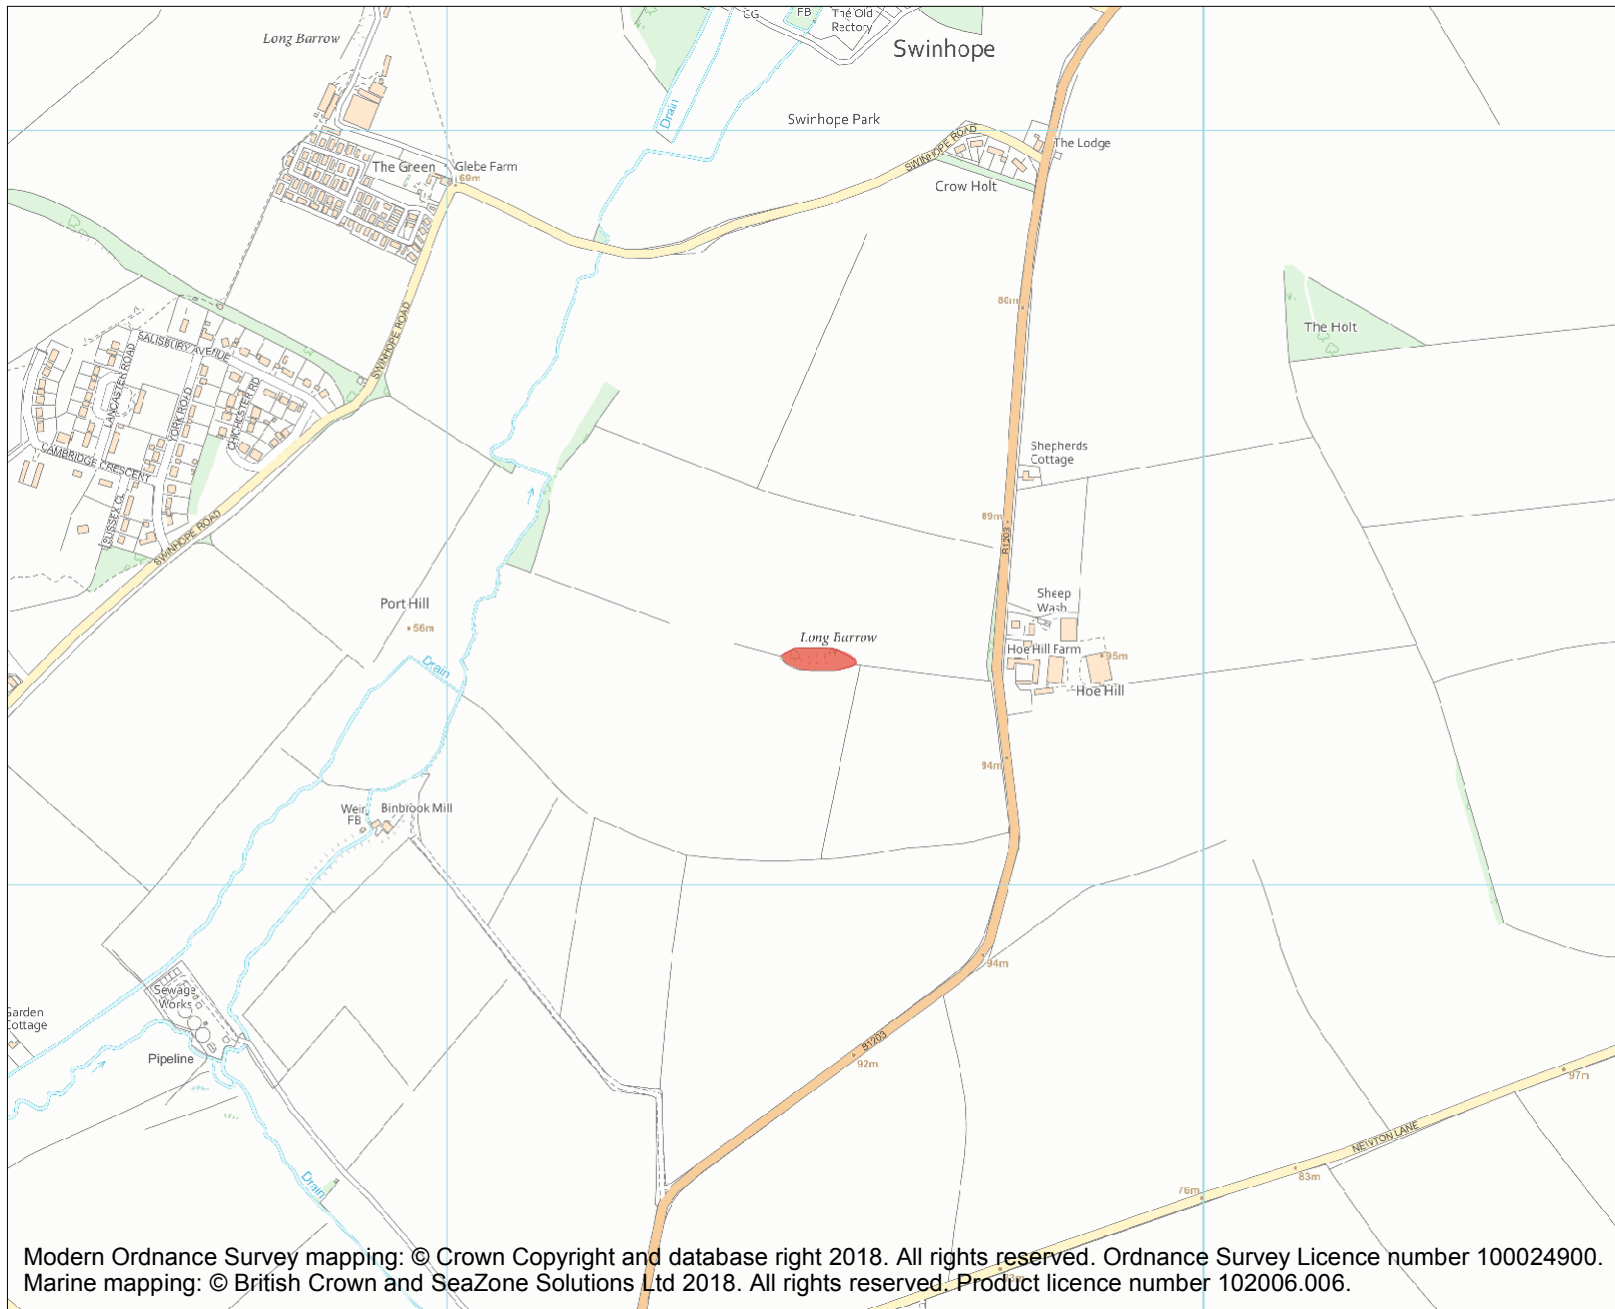 CG
FB
The Old
Rectory
Long Barrow
Swinhope
Drain
Swinhope Park
SWINHOPE ROAD
The Lodge
The Green
Glebe Farm
69m
Crow Holt
80m
The Holt
SWINHOPE ROAD
SALISBURY AVENUE
LANCASTER ROAD
YORK ROAD
CHICHESTER RD
CAMBRIDGE CRESCENT
SUSSEX CL
SWINHOPE ROAD
Shepherds
Cottage
89m
B1203
Port Hill
56m
Sheep
Wash
Long Barrow
Hoe Hill Farm
95m
Hoe Hill
Drain
94m
Weir
FB
Binbrook Mill
94m
Sewage
Works
Garden
Cottage
Pipeline
B1203
92m
97m
NEWTON LANE
83m
76m
Drain
Modern Ordnance Survey mapping: © Crown Copyright and database right 2018. All rights reserved. Ordnance Survey Licence number 100024900.
Marine mapping: © British Crown and SeaZone Solutions Ltd 2018. All rights reserved. Product licence number 102006.006.